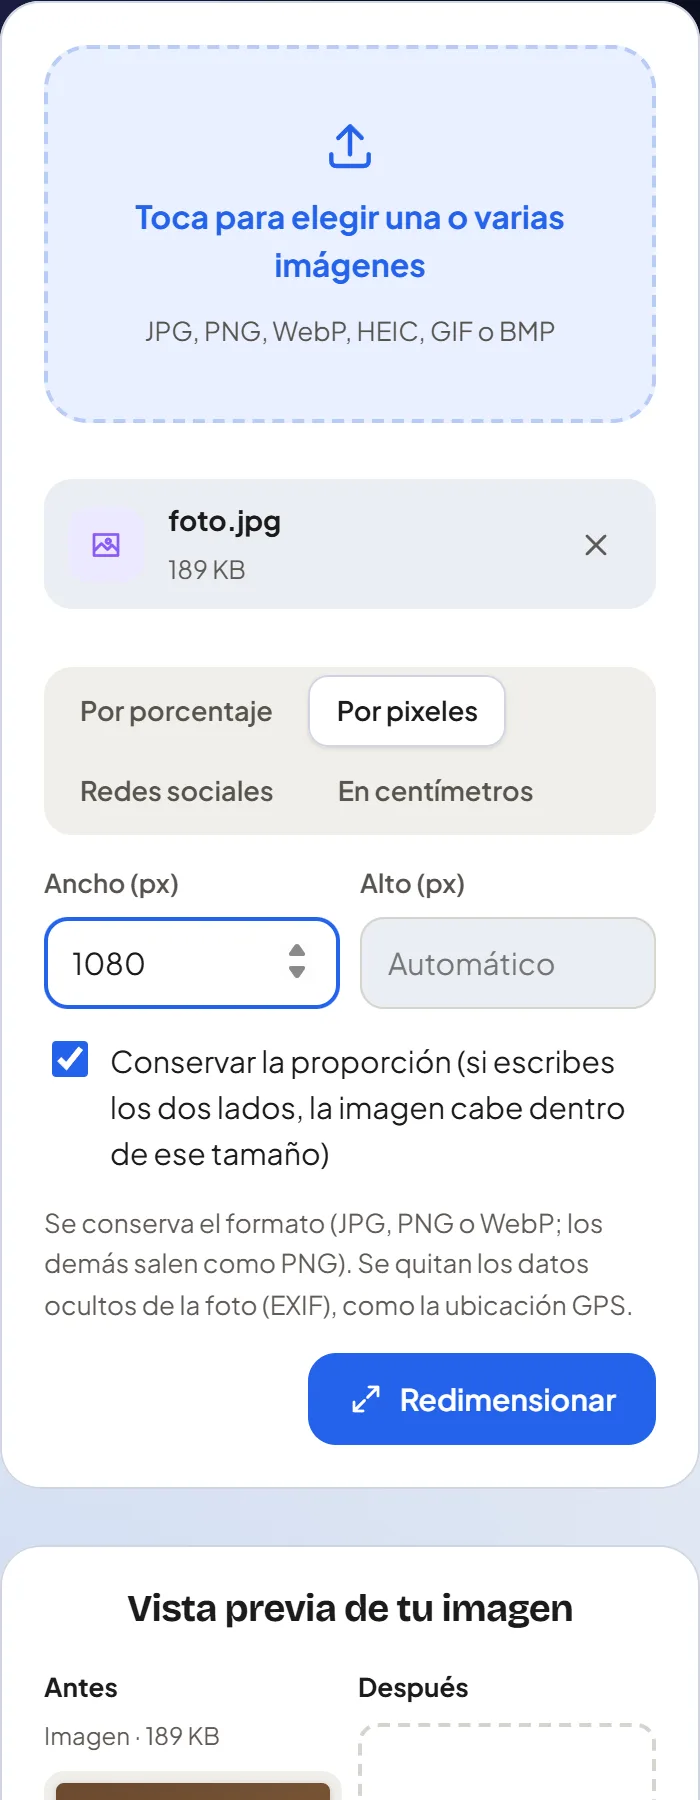 Toca para elegir una o varias
imágenes
JPG, PNG, WebP, HEIC, GIF o BMP
foto.jpg
189 KB
Por porcentaje
Por pixeles
Redes sociales
En centímetros
Ancho (px)
Alto (px)
1080
Automático
Conservar la proporción (si escribes
los dos lados, la imagen cabe dentro
de ese tamaño)
Se conserva el formato (JPG, PNG o WebP; los
demás salen como PNG). Se quitan los datos
ocultos de la foto (EXIF), como la ubicación GPS.
Redimensionar
Vista previa de tu imagen
Antes
Después
Imagen · 189 KB